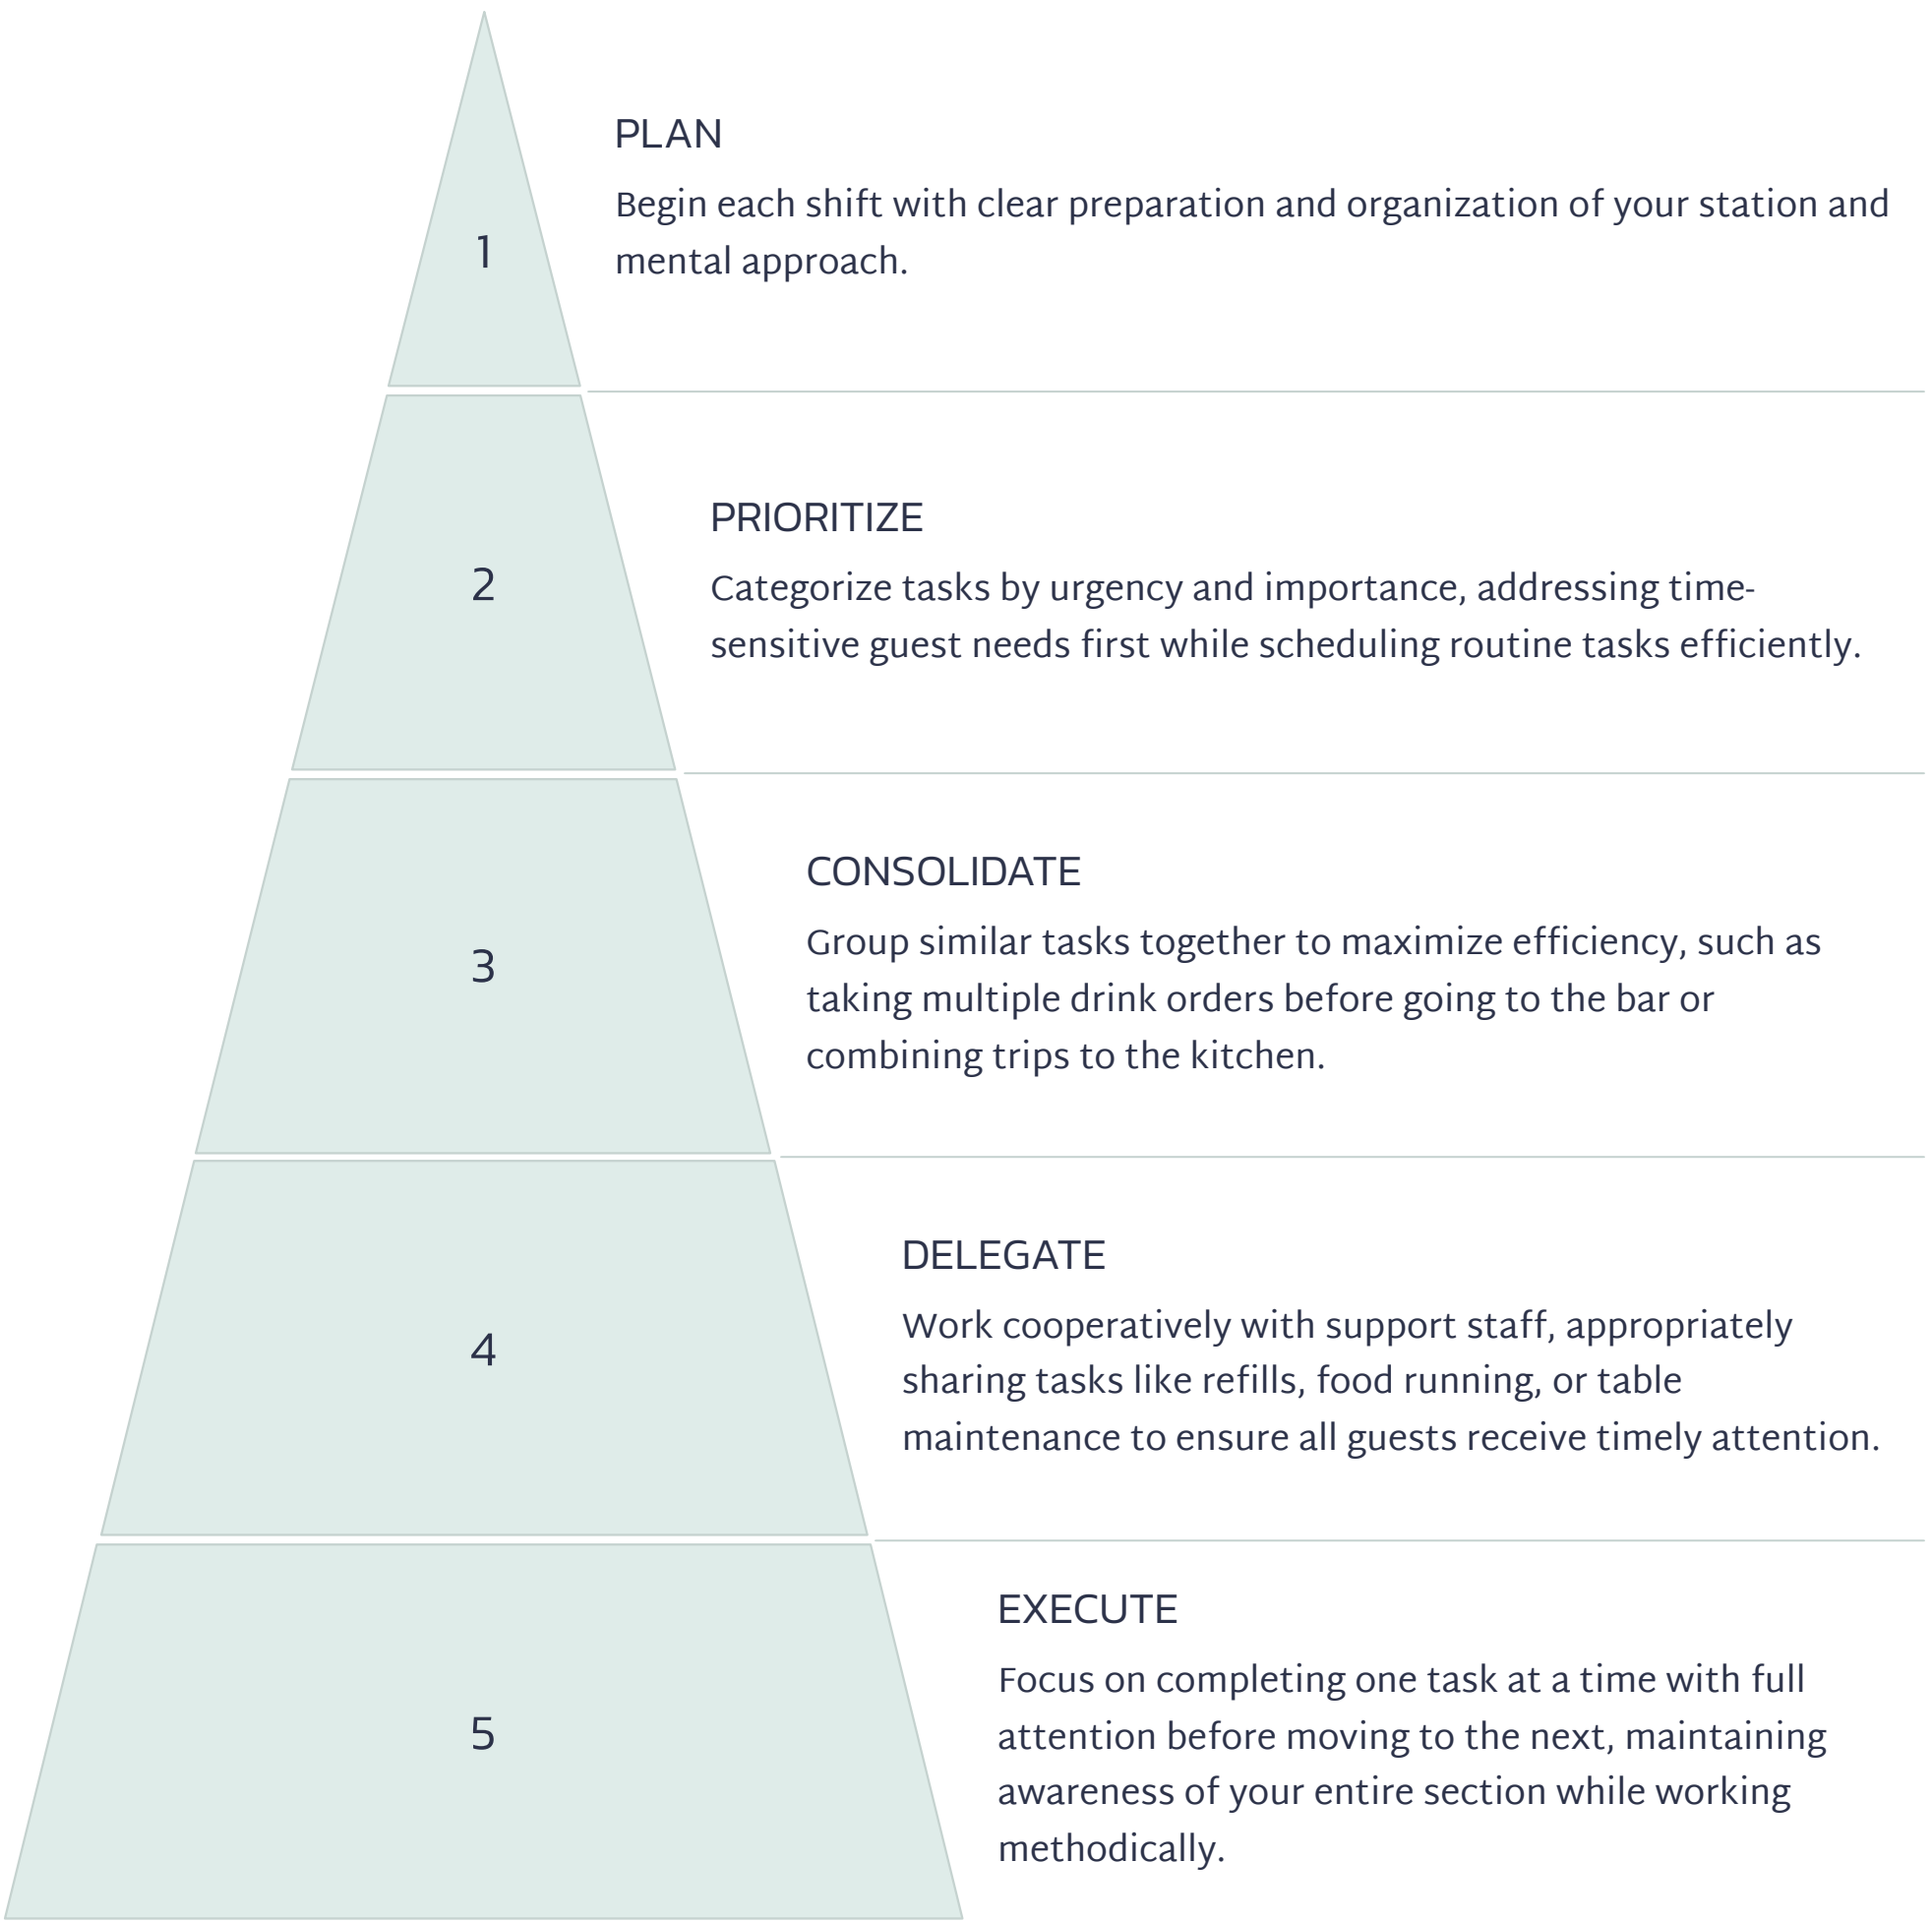 1
PLAN
Begin each shift with clear preparation and organization of your station and
mental approach.
2
PRIORITIZE
Categorize tasks by urgency and importance, addressing time-
sensitive guest needs first while scheduling routine tasks efficiently.
3
CONSOLIDATE
Group similar tasks together to maximize efficiency, such as
taking multiple drink orders before going to the bar or
combining trips to the kitchen.
4
DELEGATE
Work cooperatively with support staff, appropriately
sharing tasks like refills, food running, or table
maintenance to ensure all guests receive timely attention.
5
EXECUTE
Focus on completing one task at a time with full
attention before moving to the next, maintaining
awareness of your entire section while working
methodically.